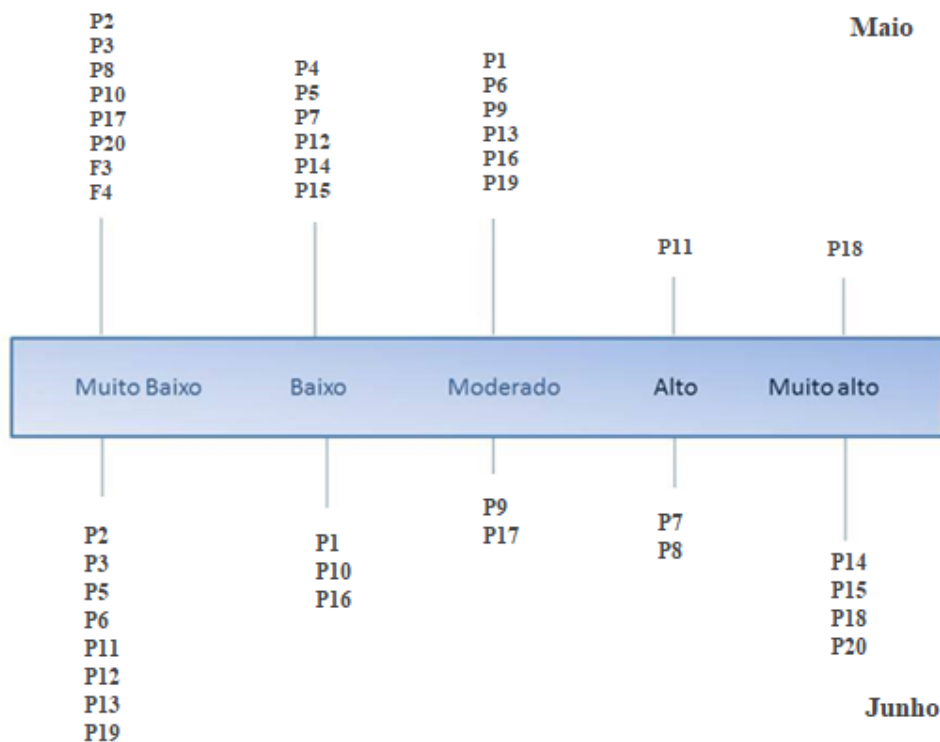 Maio
P2
P3
P8
P10
P17
P20
F3
F4
P4
P5
P7
P12
P14
P15
P1
P6
P9
P13
P16
P19
P11
P18
Muito Baixo
Baixo
Moderado
Alto
Muito alto
P2
P3
P5
P6
P11
P12
P13
P19
P1
P10
P16
P9
P17
P7
P8
P14
P15
P18
P20
Junho